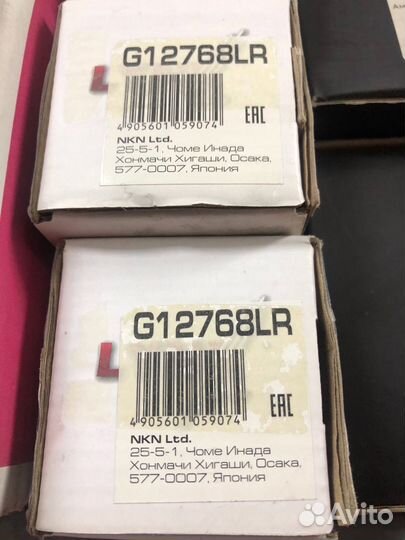 G12768LR
4 905601 059074
EAC
NKN Ltd.
25-5-1, Чоме Инада
Хонмачи Хигаши, Осака,
577-0007, Япония
G12768LR
4 905601 059074
EAC
NKN Ltd.
25-5-1, Чоме Инада
Хонмачи Хигаши, Осака,
577-0007, Япония
Avito